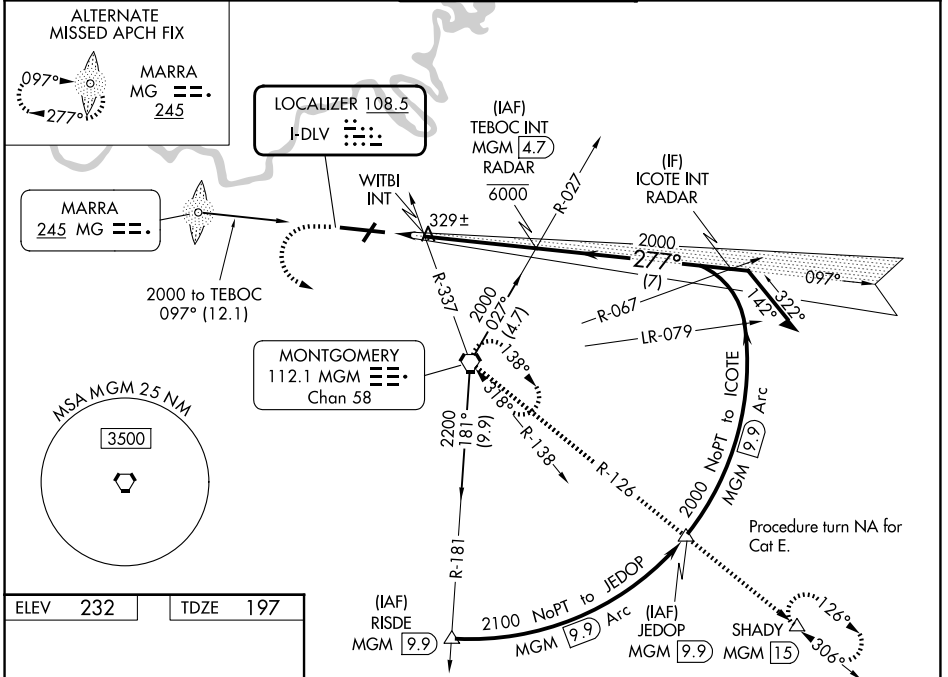 ALTERNATE
MISSED APCH FIX
097°
277°
MARRA
MG
245
LOCALIZER 108.5
I-DLV
(IAF)
TEBOC INT
MGM 4.7
RADAR
6000
R-027
(IF)
ICOTE INT
RADAR
WITBI
INT
329 ±
MARRA
245 MG
2000 to TEBOC
097° (12.1)
2000
277°
(7)
097°
R-337
2000
027°
(4.7)
R-067
LR-079
142°
322°
MONTGOMERY
112.1 MGM
Chan 58
138°
318°
R-138
R-126
2000 NoPT to ICOTE
MGM 9.9 Arc
MSA MGM 25 NM
3500
2200
181°
(9.9)
R-181
Procedure turn NA for
Cat E.
2100 NoPT to JEDOP
MGM 9.9 Arc
(IAF)
RISDE
MGM 9.9
(IAF)
JEDOP
MGM 9.9
SHADY
MGM 15
126°
306°
ELEV 232
TDZE 197